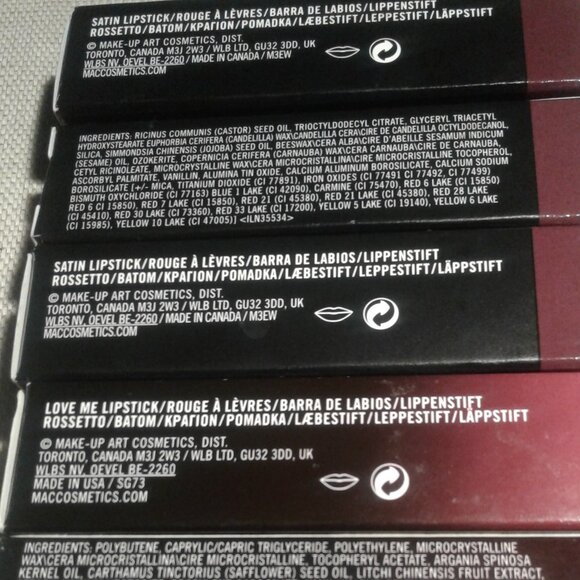 SATIN LIPSTICK/ROUGE À LÈVRES/BARRA DE LABIOS/LIPPENSTIFT
ROSSETTO/BATOM/ΚΡΑΓΙΟΝ/POMADKA/LÆBESTIFT/LEPPESTIFT/LÄPPSTIFT
© MAKE-UP ART COSMETICS, DIST.
TORONTO, CANADA M3J 2W3 / WLB LTD, GU32 3DD, UK
WLBS NV, OEVEL BE-2260 / MADE IN CANADA / M3EW
MACCOSMETICS.COM
INGREDIENTS: RICINUS COMMUNIS (CASTOR) SEED OIL, TRIOCTYLDODECYL CITRATE, GLYCERYL TRIACETYL
HYDROXYSTEARATE EUPHORBIA CERIFERA (CANDELILLA) WAX\CANDELILLA CERA\CIRE DE CANDELILLA OCTYLDODECANOL,
SILICA, SIMMONDSIA CHINENSIS (JOJOBA) SEED OIL, BEESWAX\CERA ALBA\CIRE D'ABEILLE SESAMUM INDICUM
(SESAME) OIL, OZOKERITE, COPERNICIA CERIFERA (CARNAUBA) WAX\CERA CARNAUBA\CIRE DE CARNAUBA,
CETYL RICINOLEATE, MICROCRYSTALLINE WAX\CERA MICROCRISTALLINA\CIRE MICROCRISTALLINE TOCOPHEROL,
ASCORBYL PALMITATE, VANILLIN, ALUMINA TIN OXIDE, CALCIUM ALUMINUM BOROSILICATE, CALCIUM SODIUM
BOROSILICATE [+/- MICA, TITANIUM DIOXIDE (CI 77891), IRON OXIDES (CI 77491 CI 77492, CI 77499)
BISMUTH OXYCHLORIDE (CI 77163) BLUE 1 LAKE (CI 42090), CARMINE (CI 75470), RED 6 (CI 15850)
RED 6 (CI 15850), RED 7 LAKE (CI 15850), RED 21 (CI 45380), RED 21 LAKE (CI 45380), RED 28 LAKE
(CI 45410), RED 30 LAKE (CI 73360), RED 33 LAKE (CI 17200), YELLOW 5 LAKE (CI 19140), YELLOW 6 LAKE
(CI 15985), YELLOW 10 LAKE (CI 47005)] <ILN35534>
SATIN LIPSTICK/ROUGE À LÈVRES/BARRA DE LABIOS/LIPPENSTIFT
ROSSETTO/BATOM/ΚΡΑΓΙΟΝ/POMADKA/LÆBESTIFT/LEPPESTIFT/LÄPPSTIFT
© MAKE-UP ART COSMETICS, DIST.
TORONTO, CANADA M3J 2W3 / WLB LTD, GU32 3DD, UK
WLBS NV, OEVEL BE-2260 / MADE IN CANADA / M3EW
MACCOSMETICS.COM
LOVE ME LIPSTICK/ROUGE À LÈVRES/BARRA DE LABIOS/LIPPENSTIFT
ROSSETTO/BATOM/ΚΡΑΓΙΟΝ/POMADKA/LÆBESTIFT/LEPPESTIFT/LÄPPSTIFT
© MAKE-UP ART COSMETICS, DIST.
TORONTO, CANADA M3J 2W3 / WLB LTD, GU32 3DD, UK
WLBS NV, OEVEL BE-2260
MADE IN USA / SG73
MACCOSMETICS.COM
INGREDIENTS: POLYBUTENE, CAPRYLIC/CAPRIC TRIGLYCERIDE, POLYETHYLENE, MICROCRYSTALLINE
WAX\CERA MICROCRISTALLINA\CIRE MICROCRISTALLINE, TOCOPHERYL ACETATE, ARGANIA SPINOSA
KERNEL OIL, CARTHAMUS TINCTORIUS (SAFFLOWER) SEED OIL, LITCHI CHINENSIS FRUIT EXTRACT,